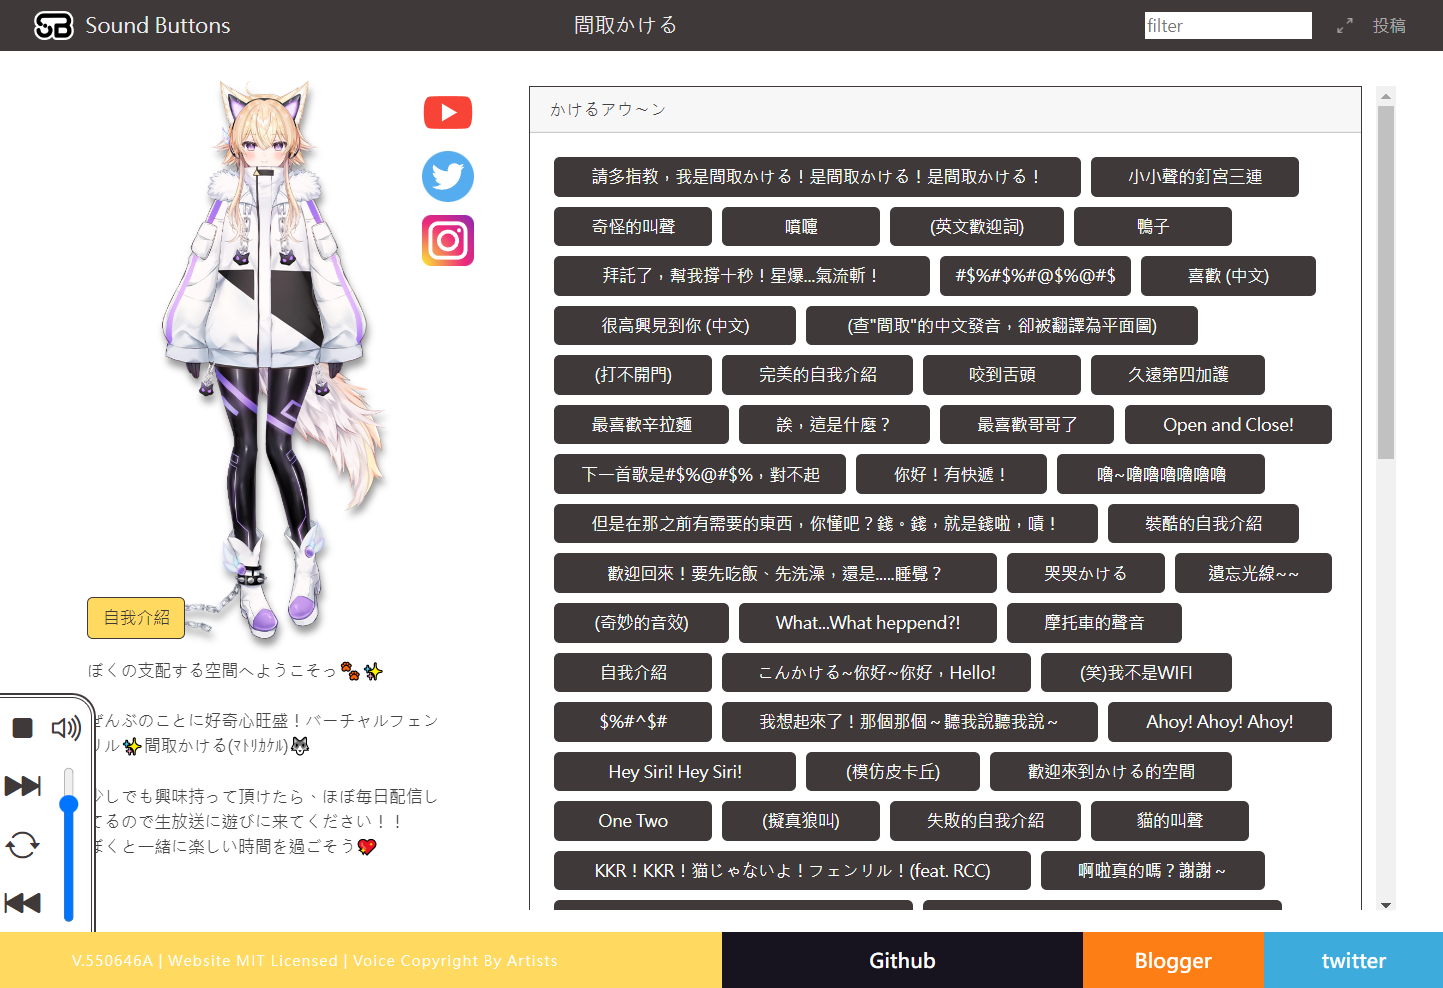 SB Sound Buttons
間取かける
filter
投稿
かけるアウ～ン
請多指教，我是間取かける！是間取かける！是間取かける！
小小聲的釘宮三連
奇怪的叫聲
噴嚏
(英文歡迎詞)
鴨子
拜託了，幫我撐十秒！星爆...氣流斬！
#$%#$%#@$%@#$
喜歡 (中文)
很高興見到你 (中文)
(查"間取"的中文發音，卻被翻譯為平面圖)
(打不開門)
完美的自我介紹
咬到舌頭
久遠第四加護
最喜歡辛拉麵
誒，這是什麼？
最喜歡哥哥了
Open and Close!
下一首歌是#$%@#$%，對不起
你好！有快遞！
嚕~嚕嚕嚕嚕嚕嚕
但是在那之前有需要的東西，你懂吧？錢。錢，就是錢啦，嘖！
裝酷的自我介紹
歡迎回來！要先吃飯、先洗澡，還是.....睡覺？
哭哭かける
遺忘光線~~
(奇妙的音效)
What...What heppend?!
摩托車的聲音
自我介紹
こんかける~你好~你好，Hello!
(笑)我不是WIFI
$%#^$#
我想起來了！那個那個～聽我說聽我說～
Ahoy! Ahoy! Ahoy!
Hey Siri! Hey Siri!
(模仿皮卡丘)
歡迎來到かける的空間
One Two
(擬真狼叫)
失敗的自我介紹
貓的叫聲
KKR！KKR！猫じゃないよ！フェンリル！(feat. RCC)
啊啦真的嗎？謝謝～
自我介紹
ぼくの支配する空間へようこそっ🐾✨
ぜんぶのことに好奇心旺盛！バーチャルフェン
リル✨間取かける(ﾏﾄﾘｶｹﾙ)🐺
しでも興味持って頂けたら、ほぼ毎日配信し
てるので生放送に遊びに来てください！！
ぼくと一緒に楽しい時間を過ごそう💖
V.550646A | Website MIT Licensed | Voice Copyright By Artists
Github
Blogger
twitter